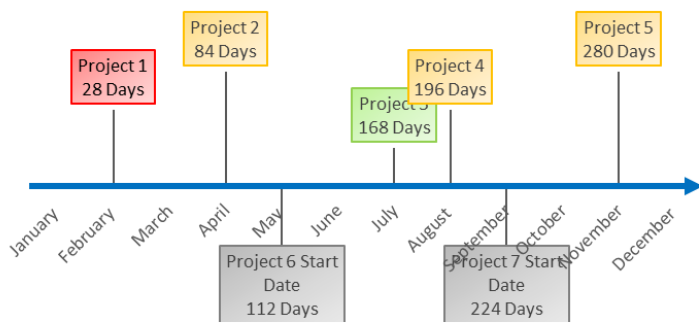 Project 2
84 Days
Project 5
280 Days
Project 1
28 Days
Project 4
196 Days
Project 3
168 Days
January
February
March
April
May
June
July
August
September
October
November
December
Project 6 Start
Date
112 Days
Project 7 Start
Date
224 Days